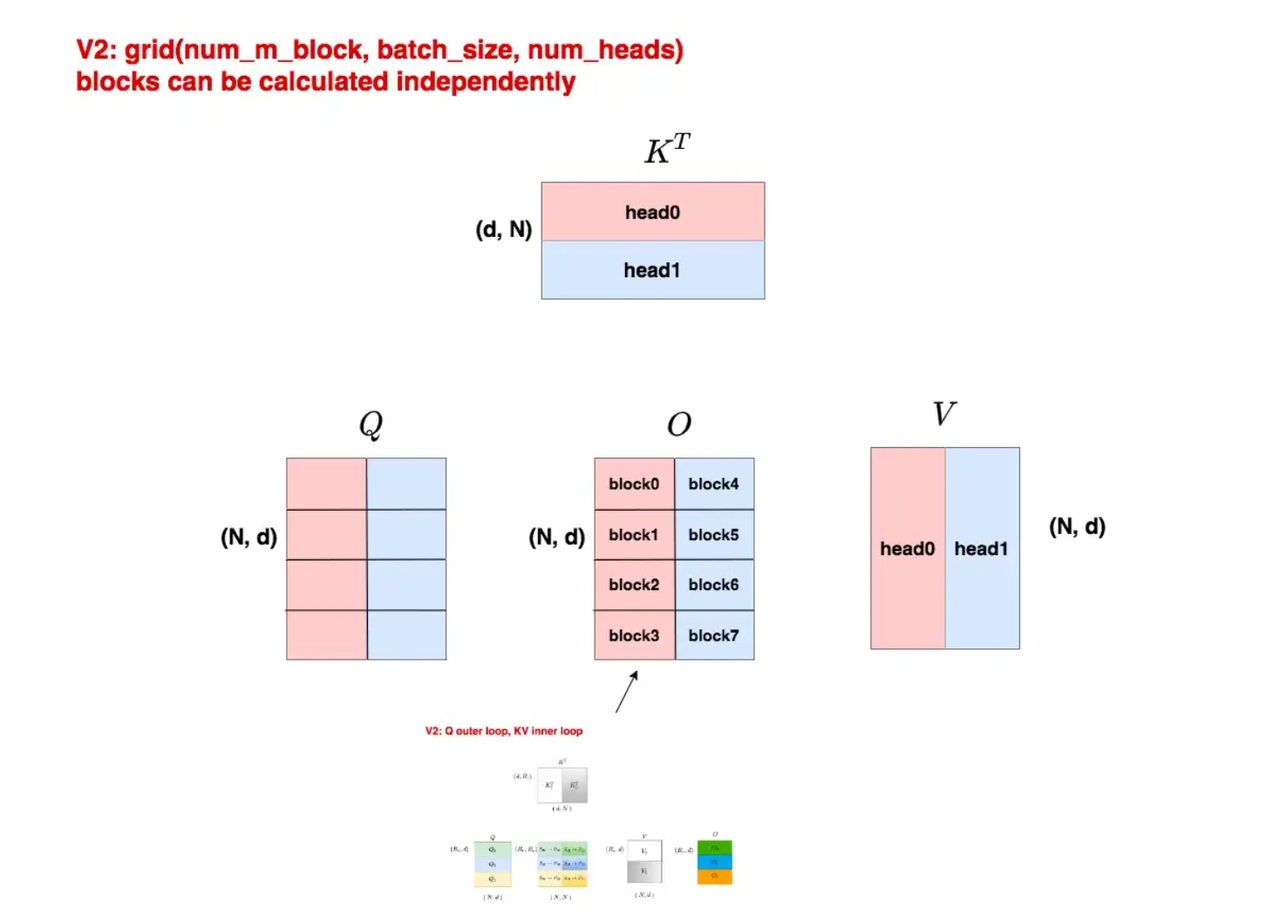 V2: grid(num_m_block, batch_size, num_heads)
blocks can be calculated independently
K^T
(d, N)
head0
head1
Q
O
V
(N, d)
(N, d)
(N, d)
block0
block4
block1
block5
block2
block6
block3
block7
head0
head1
V2: Q outer loop, KV inner loop
K^T
(d, N)
Q
V
O
(N, d)
(N, N)
(N, d)